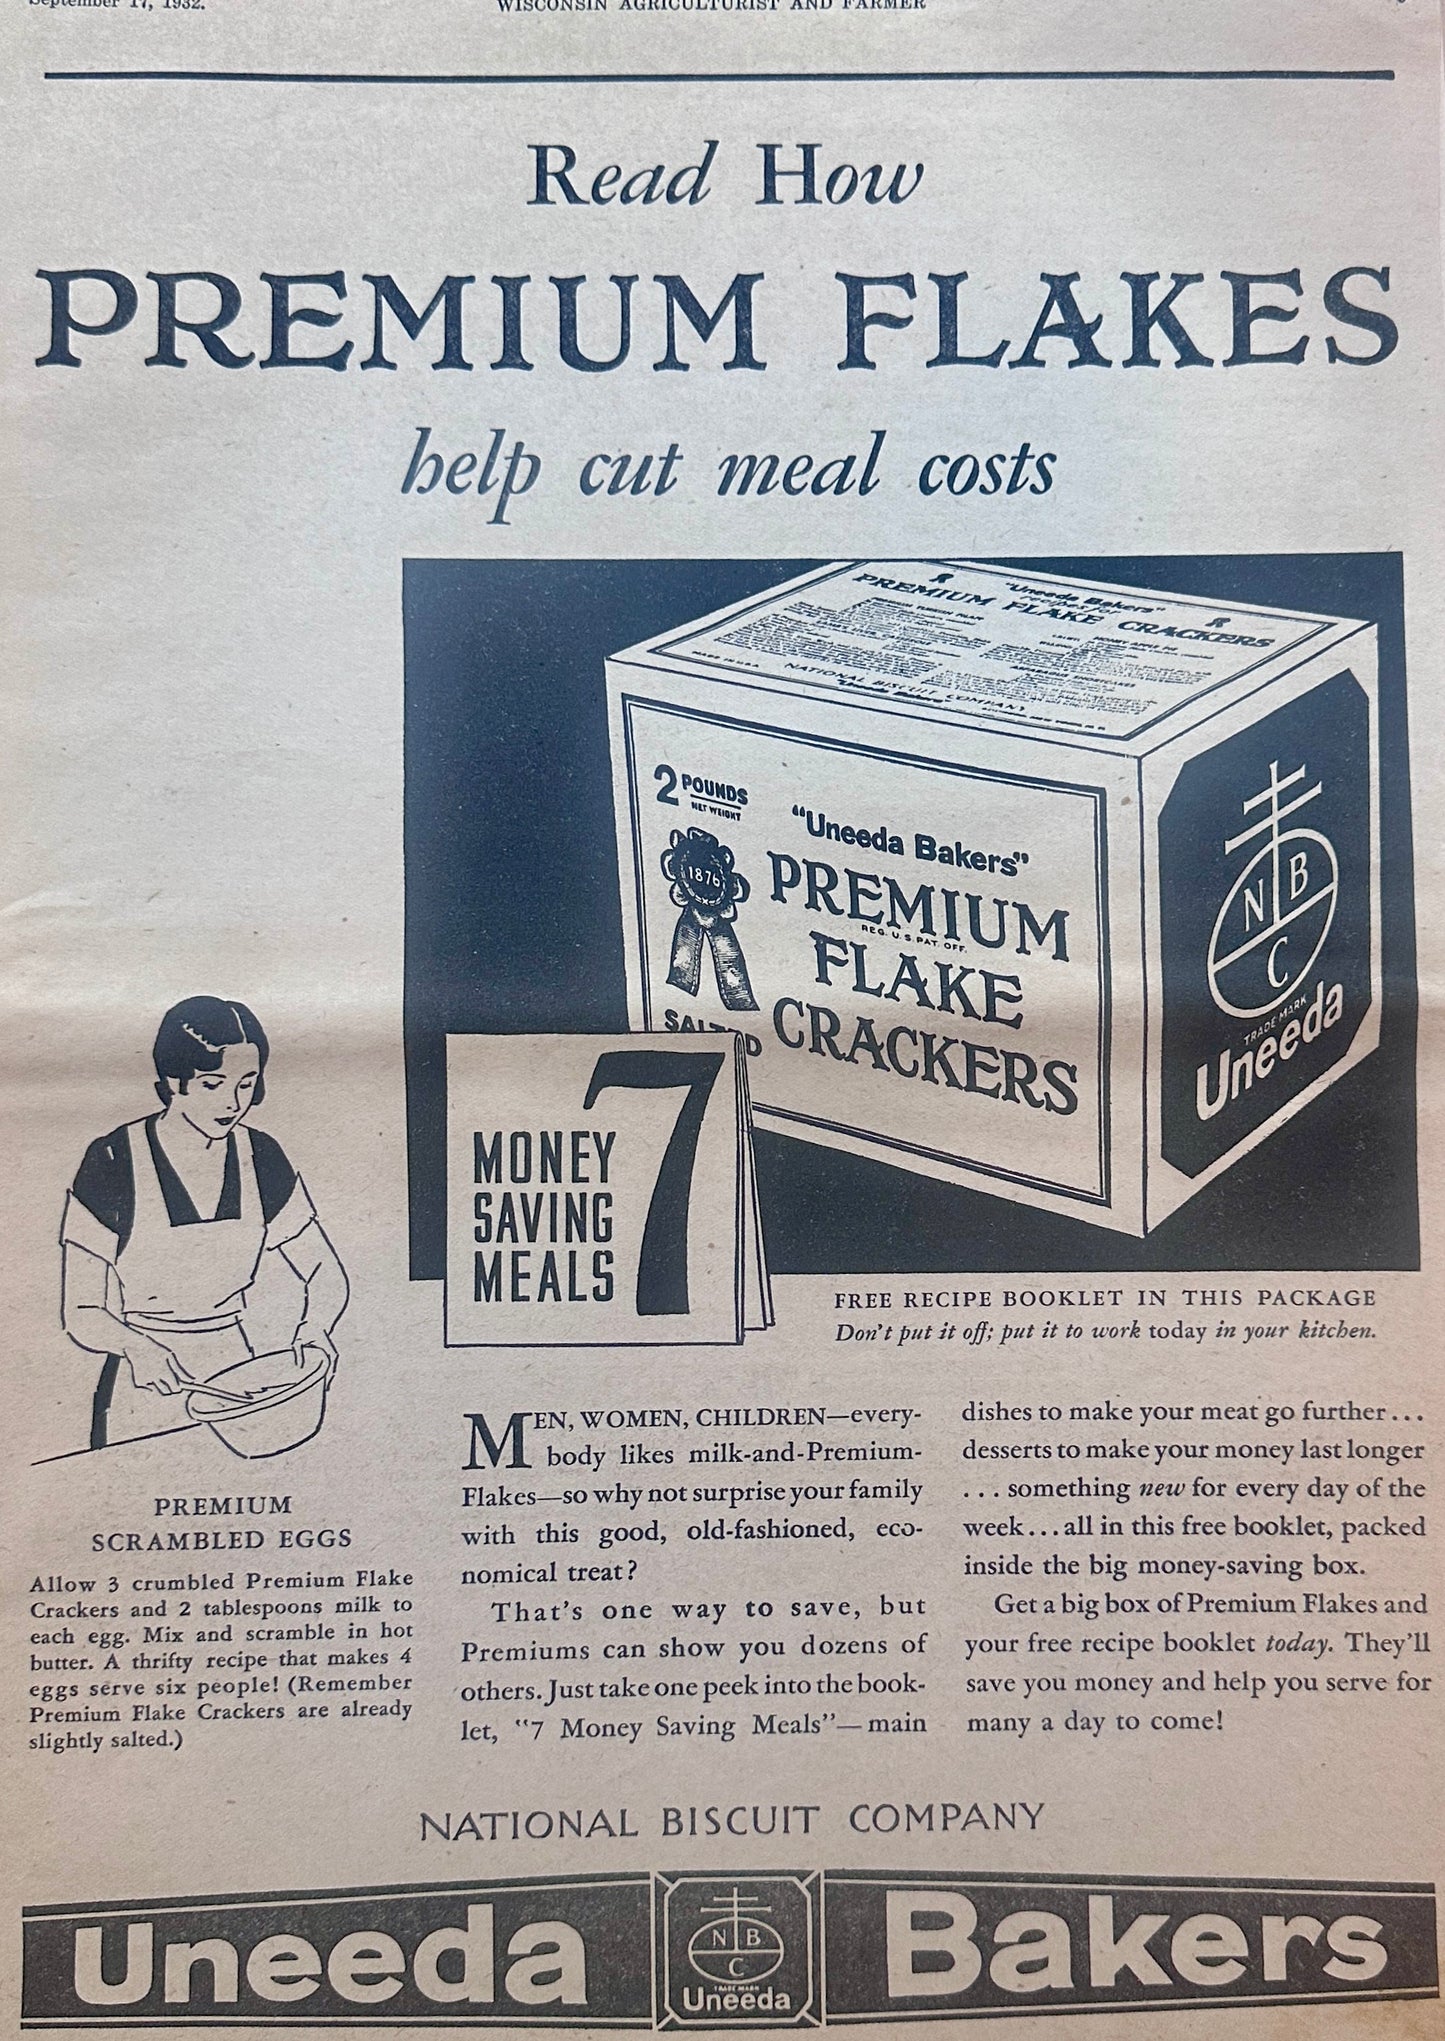 September 17, 1932.
WISCONSIN AGRICULTURIST AND FARMER
Read How
PREMIUM FLAKES
help cut meal costs
"Uneeda Bakers"
recipes for
PREMIUM FLAKE CRACKERS
MADE IN U.S.A.
NATIONAL BISCUIT COMPANY
"Uneeda Bakers"
2 POUNDS
NET WEIGHT
1876
"Uneeda Bakers"
PREMIUM
REG. U.S. PAT. OFF.
FLAKE
CRACKERS
N B
C
TRADE MARK
Uneeda
7
MONEY
SAVING
MEALS
FREE RECIPE BOOKLET IN THIS PACKAGE
Don't put it off; put it to work today in your kitchen.
PREMIUM
SCRAMBLED EGGS
Allow 3 crumbled Premium Flake
Crackers and 2 tablespoons milk to
each egg. Mix and scramble in hot
butter. A thrifty recipe that makes 4
eggs serve six people! (Remember
Premium Flake Crackers are already
slightly salted.)
MEN, WOMEN, CHILDREN—every-
body likes milk-and-Premium-
Flakes—so why not surprise your family
with this good, old-fashioned, eco-
nomical treat?
That's one way to save, but
Premiums can show you dozens of
others. Just take one peek into the book-
let, "7 Money Saving Meals"—main
dishes to make your meat go further...
desserts to make your money last longer
... something new for every day of the
week...all in this free booklet, packed
inside the big money-saving box.
Get a big box of Premium Flakes and
your free recipe booklet today. They'll
save you money and help you serve for
many a day to come!
NATIONAL BISCUIT COMPANY
Uneeda
N B
C
TRADE MARK
Uneeda
Bakers